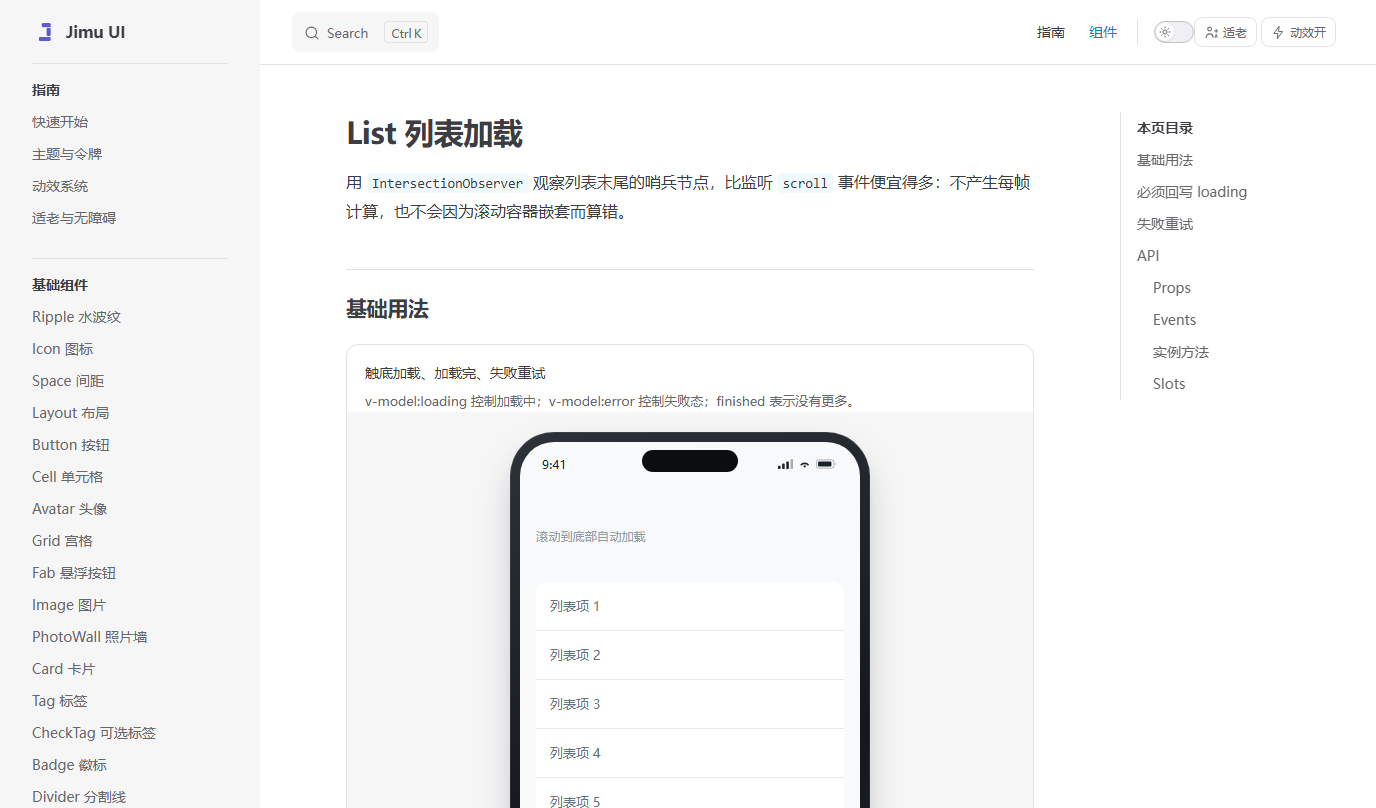 Jimu UI
指南
快速开始
主题与令牌
动效系统
适老与无障碍
基础组件
Ripple 水波纹
Icon 图标
Space 间距
Layout 布局
Button 按钮
Cell 单元格
Avatar 头像
Grid 宫格
Fab 悬浮按钮
Image 图片
PhotoWall 照片墙
Card 卡片
Tag 标签
CheckTag 可选标签
Badge 徽标
Divider 分割线
Search Ctrl K
指南 组件 适老 动效开
List 列表加载
用 IntersectionObserver 观察列表末尾的哨兵节点，比监听 scroll 事件便宜得多：不产生每帧
计算，也不会因为滚动容器嵌套而算错。
基础用法
触底加载、加载完、失败重试
v-model:loading 控制加载中；v-model:error 控制失败态；finished 表示没有更多。
9:41
滚动到底部自动加载
列表项 1
列表项 2
列表项 3
列表项 4
列表项 5
本页目录
基础用法
必须回写 loading
失败重试
API
Props
Events
实例方法
Slots